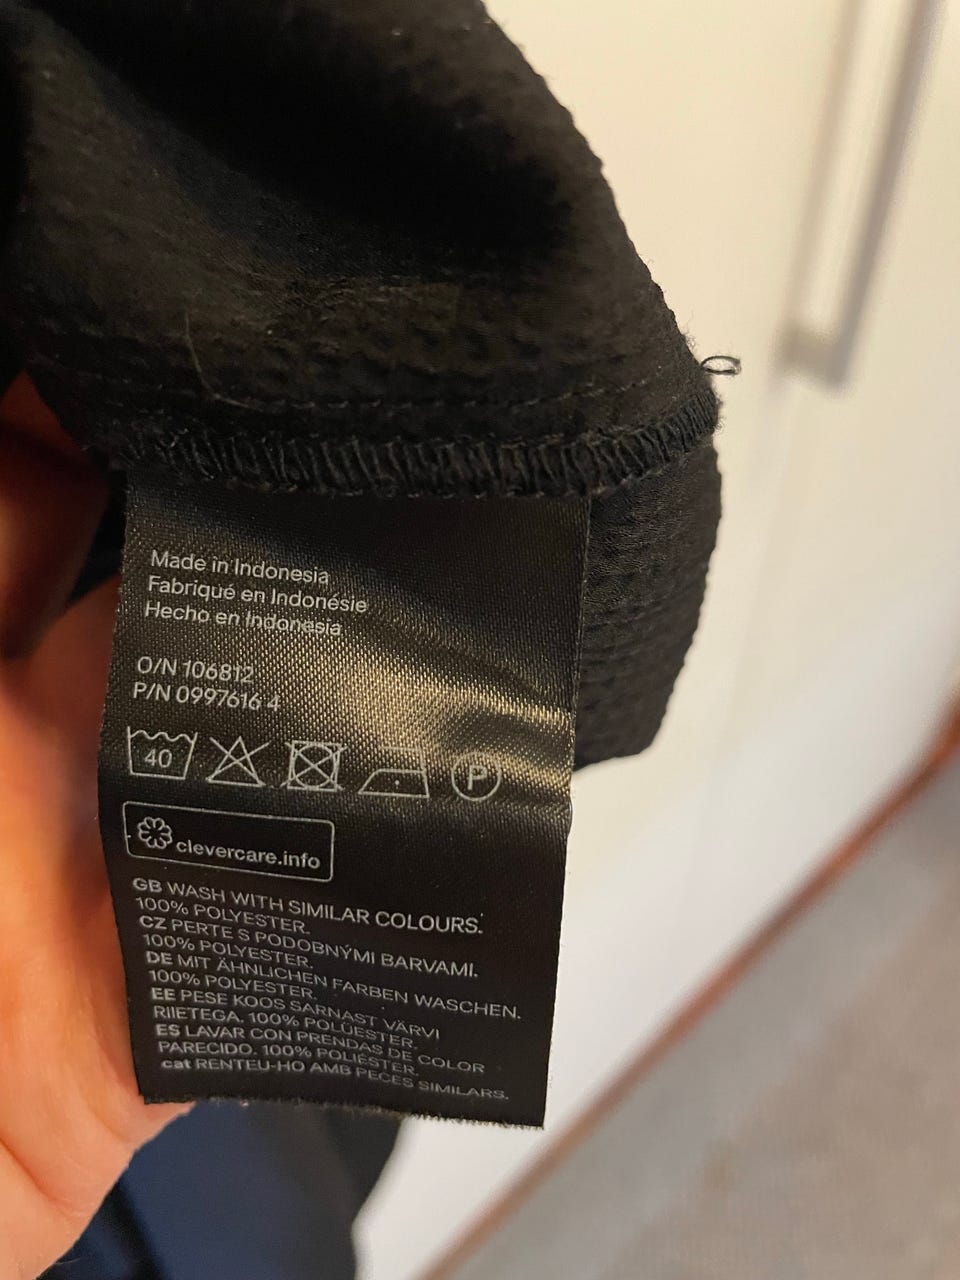 Made in Indonesia
Fabriqué en Indonésie
Hecho en Indonesia
O/N 106812
P/N 0997616 4
40 P
clevercare.info
GB WASH WITH SIMILAR COLOURS.
100% POLYESTER.
CZ PERTE S PODOBNÝMI BARVAMI.
100% POLYESTER.
DE MIT ÄHNLICHEN FARBEN WASCHEN.
100% POLYESTER.
EE PESE KOOS SARNAST VÄRVI
RIIETEGA. 100% POLÜESTER.
ES LAVAR CON PRENDAS DE COLOR
PARECIDO. 100% POLIÉSTER.
cat RENTEU-HO AMB PECES SIMILARS.